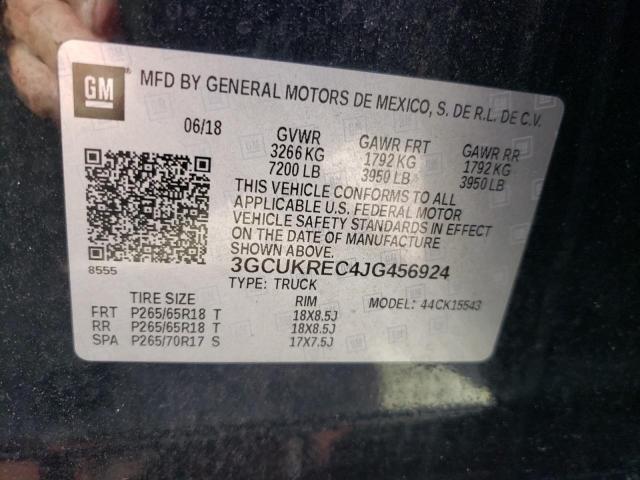 GM
MFD BY GENERAL MOTORS DE MEXICO, S. DE R.L. DE C.V.
06/18
GVWR
3266 KG
7200 LB
GAWR FRT
1792 KG
3950 LB
GAWR RR
1792 KG
3950 LB
8555
THIS VEHICLE CONFORMS TO ALL
APPLICABLE U.S. FEDERAL MOTOR
VEHICLE SAFETY STANDARDS IN EFFECT
ON THE DATE OF MANUFACTURE
SHOWN ABOVE.
3GCUKREC4JG456924
TYPE: TRUCK
MODEL: 44CK15543
TIRE SIZE RIM
FRT P265/65R18 T 18X8.5J
RR P265/65R18 T 18X8.5J
SPA P265/70R17 S 17X7.5J